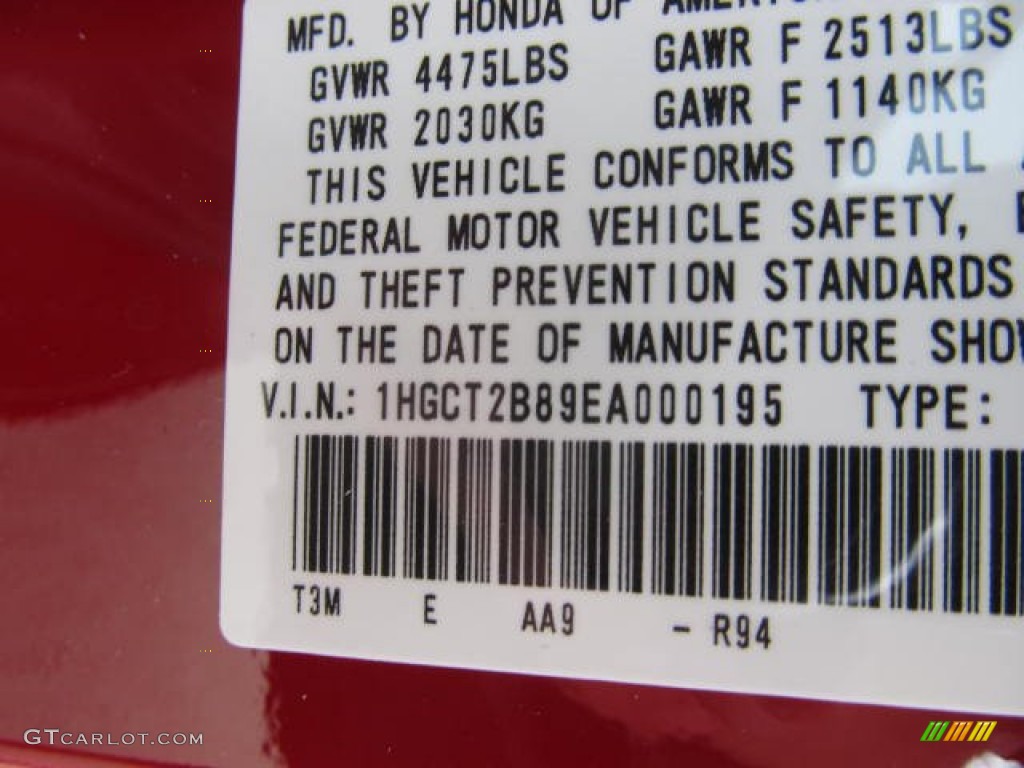 MFD. BY HONDA OF
GVWR 4475LBS GAWR F 2513LBS
GVWR 2030KG GAWR F 1140KG
THIS VEHICLE CONFORMS TO ALL
FEDERAL MOTOR VEHICLE SAFETY,
AND THEFT PREVENTION STANDARDS
ON THE DATE OF MANUFACTURE SHO
V.I.N.: 1HGCT2B89EA000195 TYPE:
T3M E AA9 - R94
GTCARLOT.COM